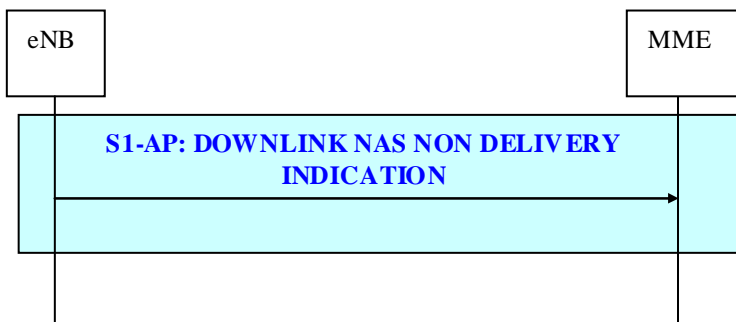 eNB
MME
S1-AP: DOWNLINK NAS NON DELIVERY
INDICATION